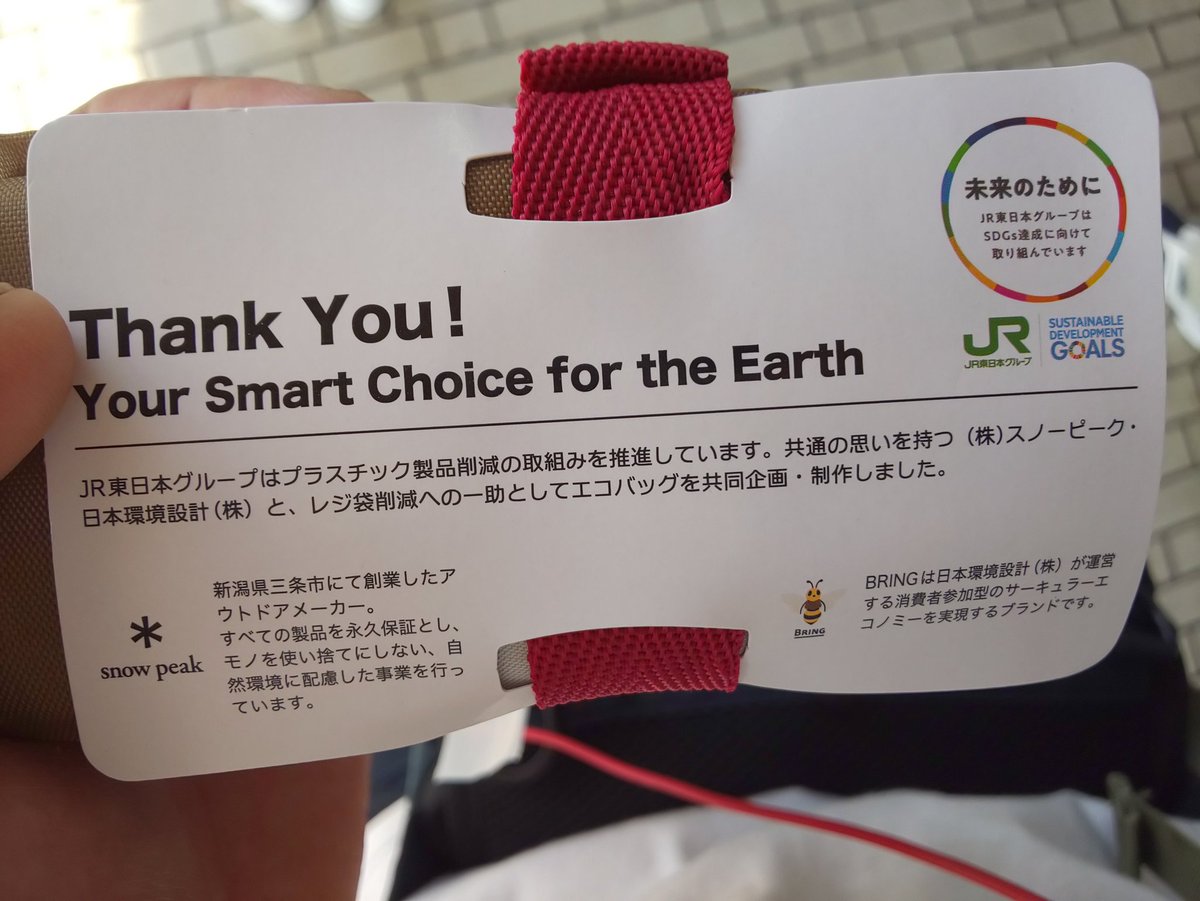 未来のために
JR東日本グループは
SDGs達成に向けて
取り組んでいます
JR
JR東日本グループ
SUSTAINABLE
DEVELOPMENT
GOALS
Thank You!
Your Smart Choice for the Earth
JR東日本グループはプラスチック製品削減の取組みを推進しています。共通の思いを持つ（株）スノーピーク・
日本環境設計（株）と、レジ袋削減への一助としてエコバッグを共同企画・制作しました。
snow peak
新潟県三条市にて創業したア
ウトドアメーカー。
すべての製品を永久保証とし、
モノを使い捨てにしない、自
然環境に配慮した事業を行っ
ています。
BRING
BRINGは日本環境設計（株）が運営
する消費者参加型のサーキュラーエ
コノミーを実現するブランドです。